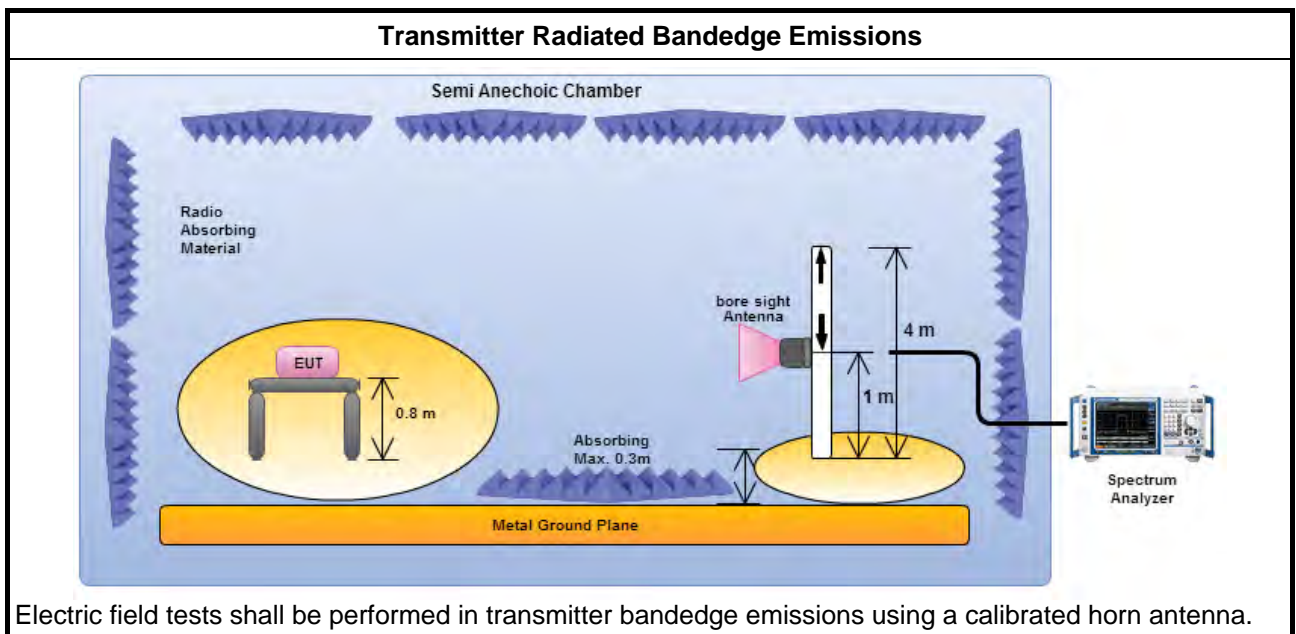 Transmitter Radiated Bandedge Emissions
Semi Anechoic Chamber
Radio
Absorbing
Material
bore sight
Antenna
4 m
EUT
1 m
0.8 m
Absorbing
Max. 0.3m
Spectrum
Analyzer
Metal Ground Plane
Electric field tests shall be performed in transmitter bandedge emissions using a calibrated horn antenna.